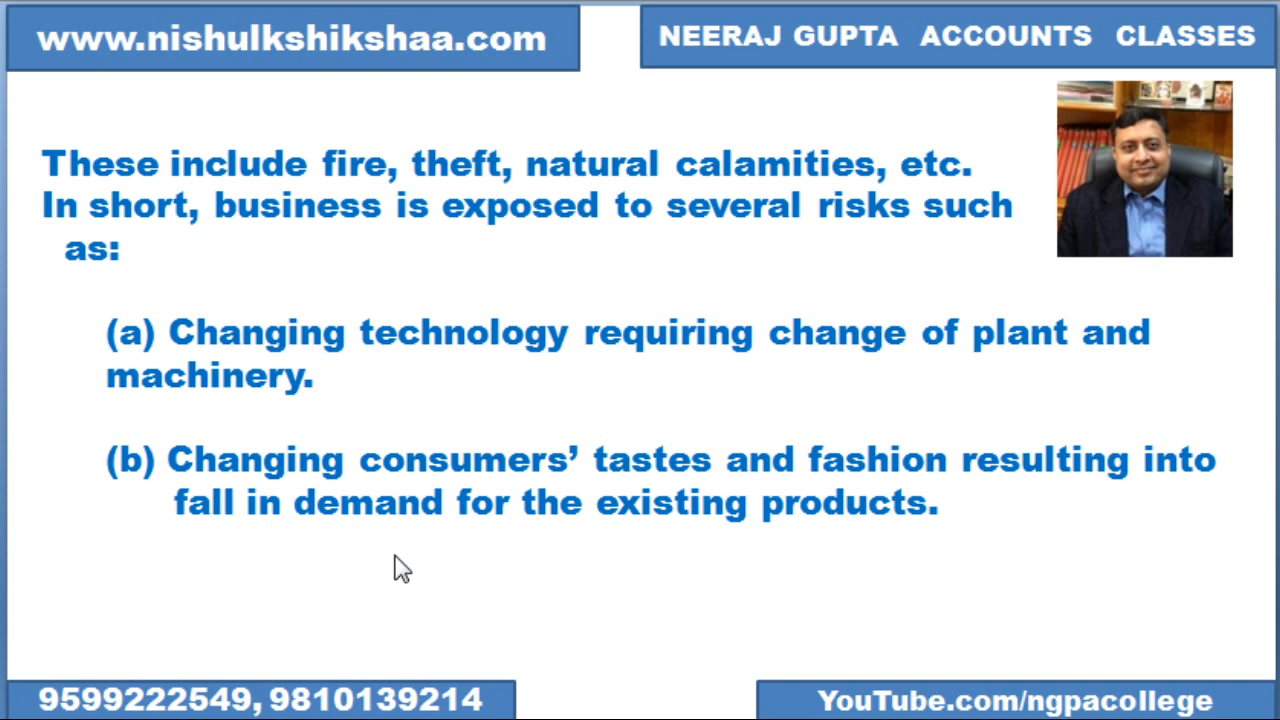 www.nishulkshikshaa.com
NEERAJ GUPTA ACCOUNTS CLASSES
These include fire, theft, natural calamities, etc.
In short, business is exposed to several risks such
as:
(a) Changing technology requiring change of plant and
machinery.
(b) Changing consumers’ tastes and fashion resulting into
fall in demand for the existing products.
9599222549, 9810139214
YouTube.com/ngpacollege